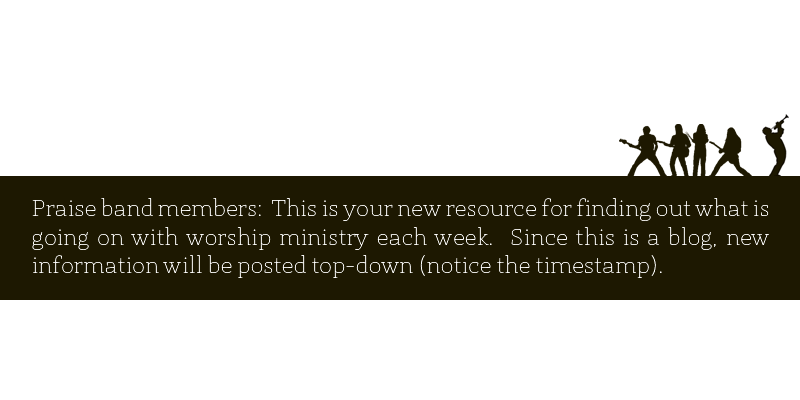 Praise band members:  This is your new resource for finding out what is
going on with worship ministry each week.  Since this is a blog, new
information will be posted top-down (notice the timestamp).